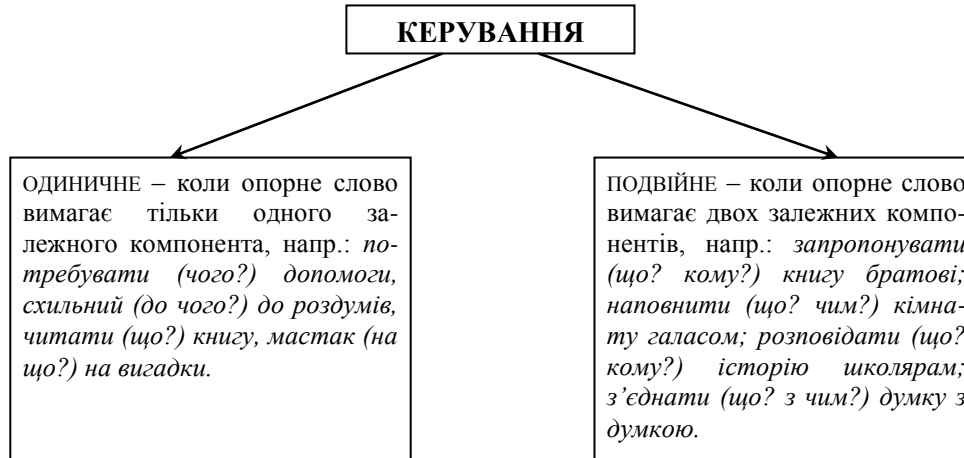 КЕРУВАННЯ
ОДИНИЧНЕ – коли опорне слово
вимагає тільки одного за-
лежного компонента, напр.: по-
требувати (чого?) допомоги,
схильний (до чого?) до роздумів,
читати (що?) книгу, мастак (на
що?) на вигадки.
ПОДВІЙНЕ – коли опорне слово
вимагає двох залежних компо-
нентів, напр.: запропонувати
(що? кому?) книгу братові;
наповнити (що? чим?) кімна-
ту галасом; розповідати (що?
кому?) історію школярам;
з’єднати (що? з чим?) думку з
думкою.